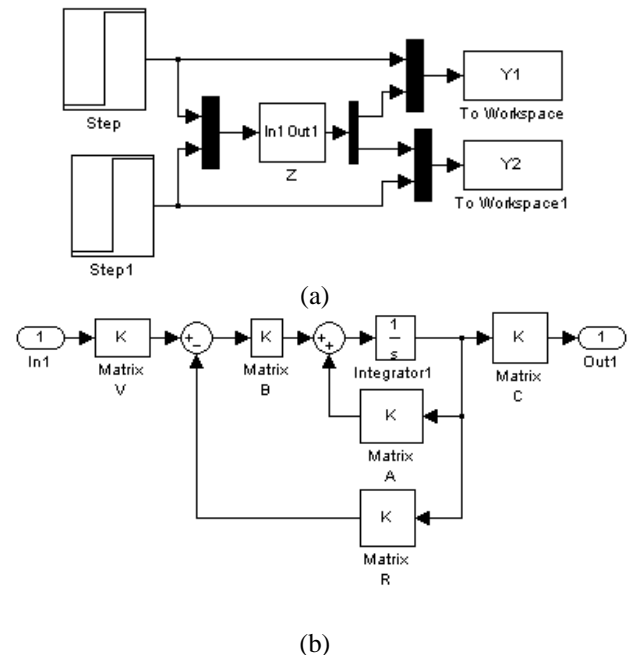 Step
In1 Out1
Z
Y1
To Workspace
Y2
To Workspace1
Step1
(a)
1
In1
K
Matrix
V
+
−
K
Matrix
B
+
+
1
s
Integrator1
K
Matrix
C
1
Out1
K
Matrix
A
K
Matrix
R
(b)